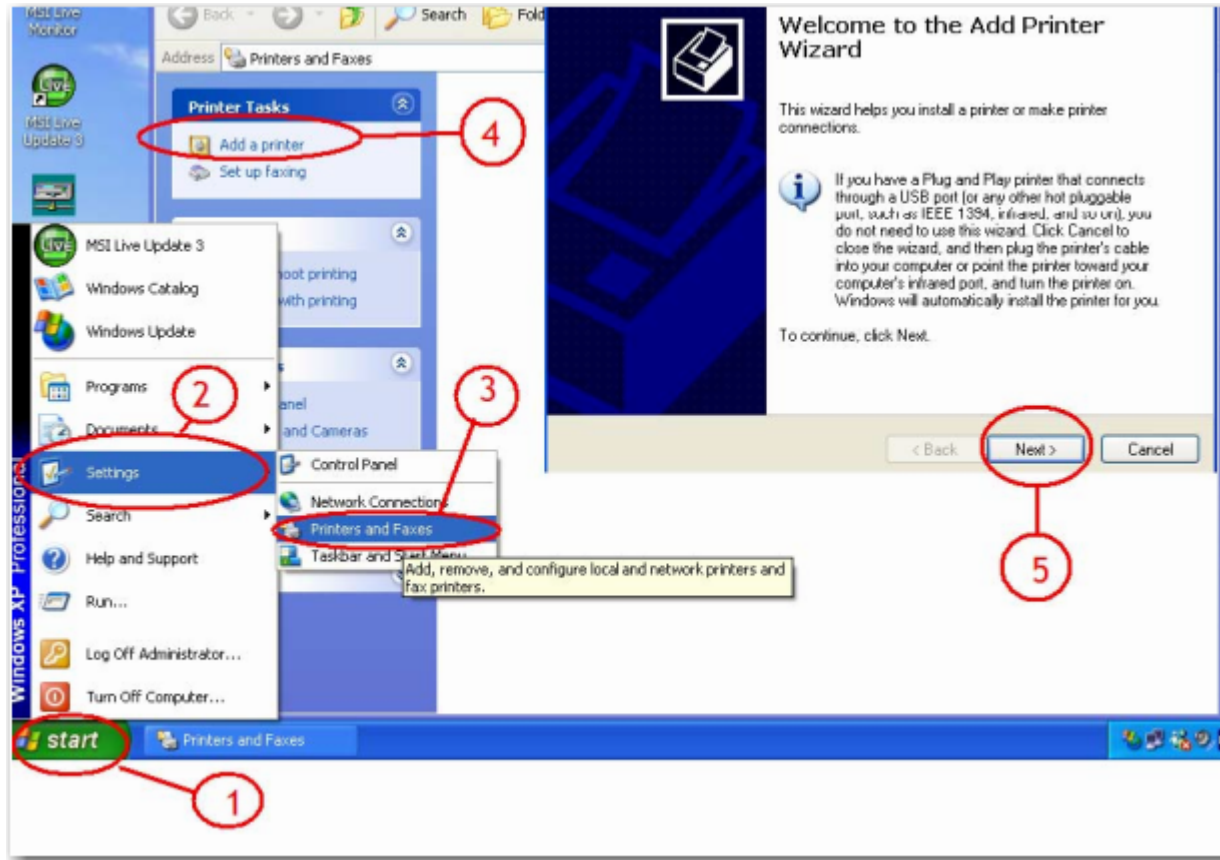 MSI Live
Monitor
MSI Live
Update 3
Back
Search
Fold
Address
Printers and Faxes
Printer Tasks
Add a printer
Set up faxing
4
oot printing
with printing
s
anel
and Cameras
Welcome to the Add Printer
Wizard
This wizard helps you install a printer or make printer
connections.
If you have a Plug and Play printer that connects
through a USB port (or any other hot pluggable
port, such as IEEE 1394, infrared, and so on), you
do not need to use this wizard. Click Cancel to
close the wizard, and then plug the printer's cable
into your computer or point the printer toward your
computer's infrared port, and turn the printer on.
Windows will automatically install the printer for you.
To continue, click Next.
< Back
Next >
Cancel
5
Live
MSI Live Update 3
Windows Catalog
Windows Update
Programs
2
Documents
Settings
Search
Help and Support
Run...
Log Off Administrator...
Turn Off Computer...
Windows XP Professional
3
Control Panel
Network Connections
Printers and Faxes
Taskbar and Start Menu
Add, remove, and configure local and network printers and
fax printers.
start
Printers and Faxes
1